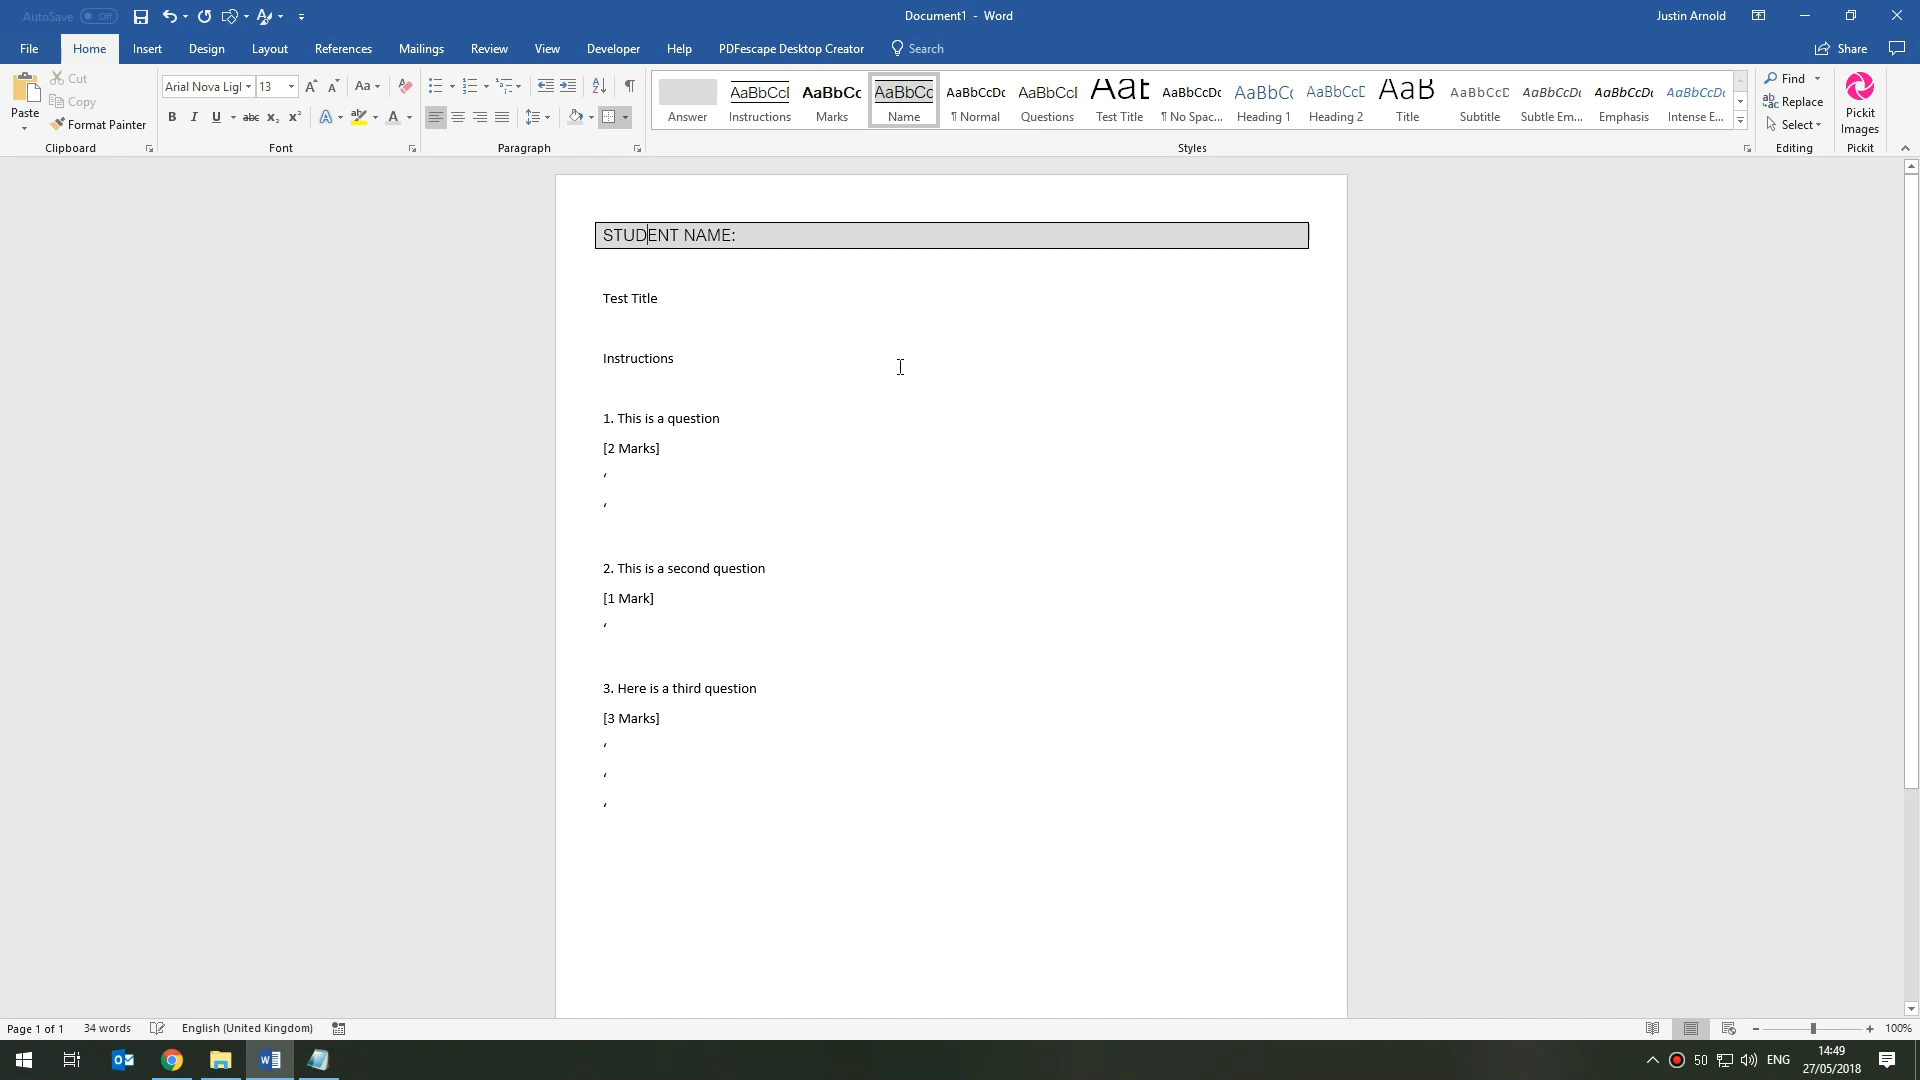 AutoSave Off
Document1 - Word
Justin Arnold
File Home Insert Design Layout References Mailings Review View Developer Help PDFescape Desktop Creator Search Share
Cut
Copy
Paste
Format Painter
Clipboard
Arial Nova Ligl 13
Font
Paragraph
AaBbCcI AaBbCc AaBbCc AaBbCcDc AaBbCcI Aat AaBbCcDc AaBbC( AaBbCcE AaB AaBbCcD AaBbCcDc AaBbCcDc AaBbCcDc
Answer Instructions Marks Name ¶ Normal Questions Test Title ¶ No Spac... Heading 1 Heading 2 Title Subtitle Subtle Em... Emphasis Intense E...
Styles
Find
Replace
Select
Editing
Pickit
Images
Pickit
STUDENT NAME:
Test Title
Instructions
1. This is a question
[2 Marks]
‘
‘
2. This is a second question
[1 Mark]
‘
3. Here is a third question
[3 Marks]
‘
‘
‘
Page 1 of 1 34 words English (United Kingdom) 100%
50 ENG 14:49
27/05/2018